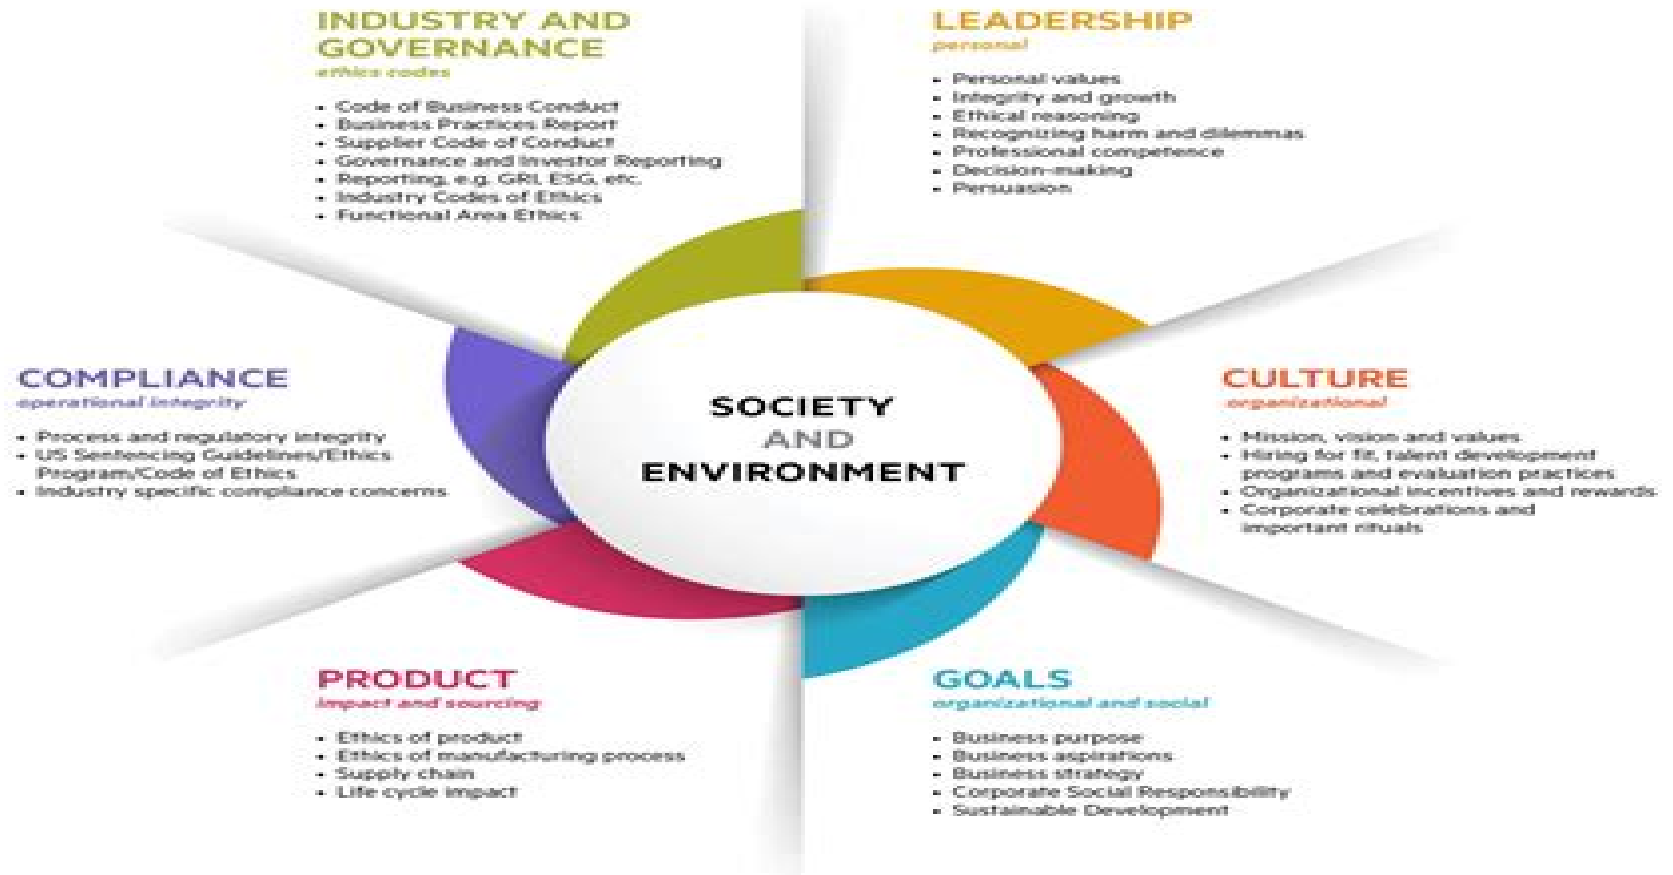 INDUSTRY AND
GOVERNANCE
ethics codes
• Code of Business Conduct
• Business Practices Report
• Supplier Code of Conduct
• Governance and Investor Reporting
• Reporting, e.g. GRI, ESG, etc.
• Industry Codes of Ethics
• Functional Area Ethics
LEADERSHIP
personal
• Personal values
• Integrity and growth
• Ethical reasoning
• Recognizing harm and dilemmas
• Professional competence
• Decision-making
• Persuasion
COMPLIANCE
operational integrity
• Process and regulatory integrity
• US Sentencing Guidelines/Ethics
Program/Code of Ethics
• Industry specific compliance concerns
SOCIETY
AND
ENVIRONMENT
CULTURE
organizational
• Mission, vision and values
• Hiring for fit, talent development
programs and evaluation practices
• Organizational incentives and rewards
• Corporate celebrations and
important rituals
PRODUCT
impact and sourcing
• Ethics of product
• Ethics of manufacturing process
• Supply chain
• Life cycle impact
GOALS
organizational and social
• Business purpose
• Business aspirations
• Business strategy
• Corporate Social Responsibility
• Sustainable Development